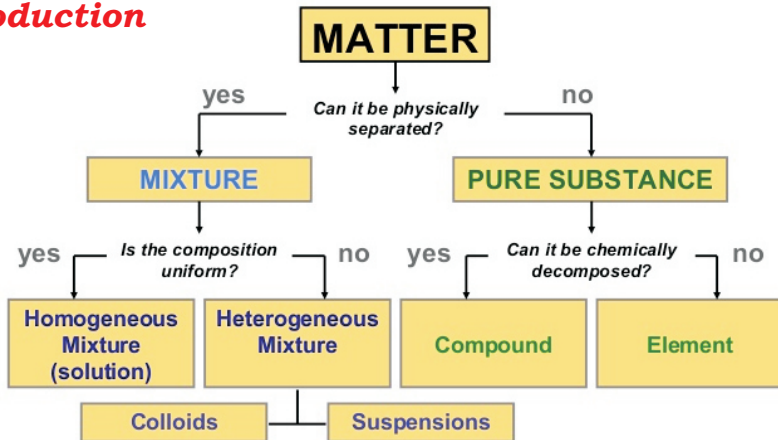 oduction
MATTER
yes
Can it be physically
separated?
no
MIXTURE
PURE SUBSTANCE
yes
Is the composition
uniform?
no
yes
Can it be chemically
decomposed?
no
Homogeneous
Mixture
(solution)
Heterogeneous
Mixture
Compound
Element
Colloids
Suspensions